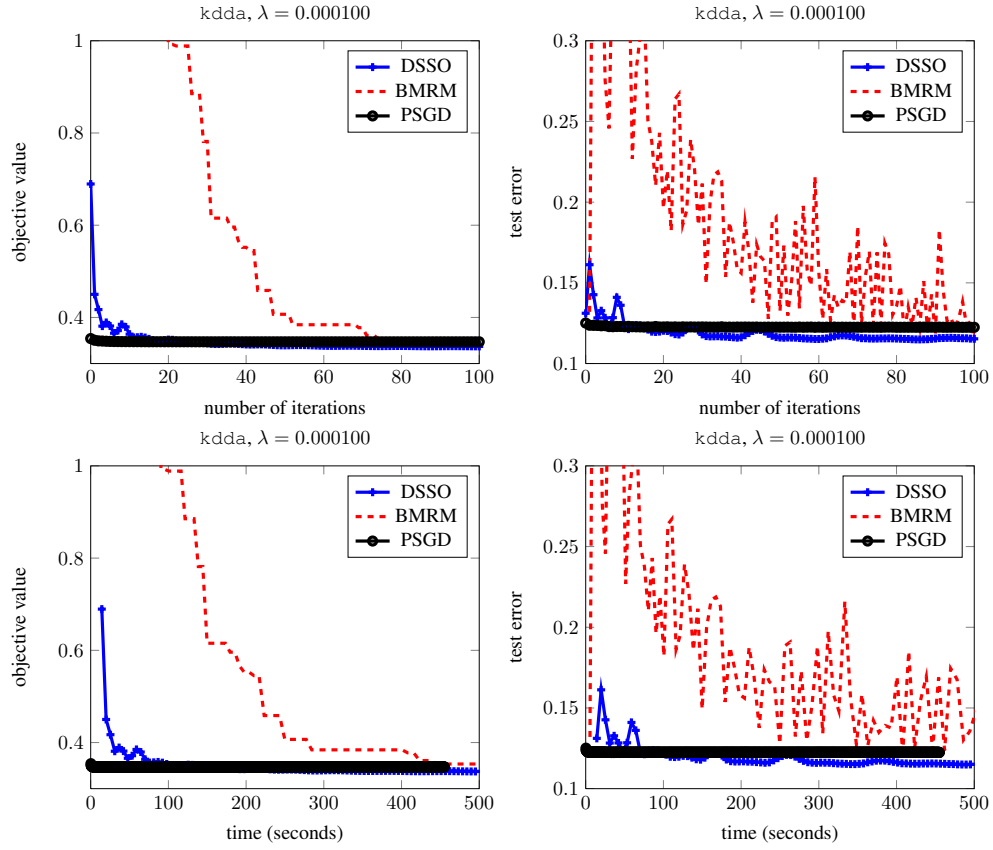 kdda, λ = 0.000100
1
0.8
0.6
0.4
0
20
40
60
80
100
number of iterations
objective value
DSSO
BMRM
PSGD
kdda, λ = 0.000100
0.3
0.25
0.2
0.15
0.1
0
20
40
60
80
100
number of iterations
test error
DSSO
BMRM
PSGD
kdda, λ = 0.000100
1
0.8
0.6
0.4
0
100
200
300
400
500
time (seconds)
objective value
DSSO
BMRM
PSGD
kdda, λ = 0.000100
0.3
0.25
0.2
0.15
0.1
0
100
200
300
400
500
time (seconds)
test error
DSSO
BMRM
PSGD